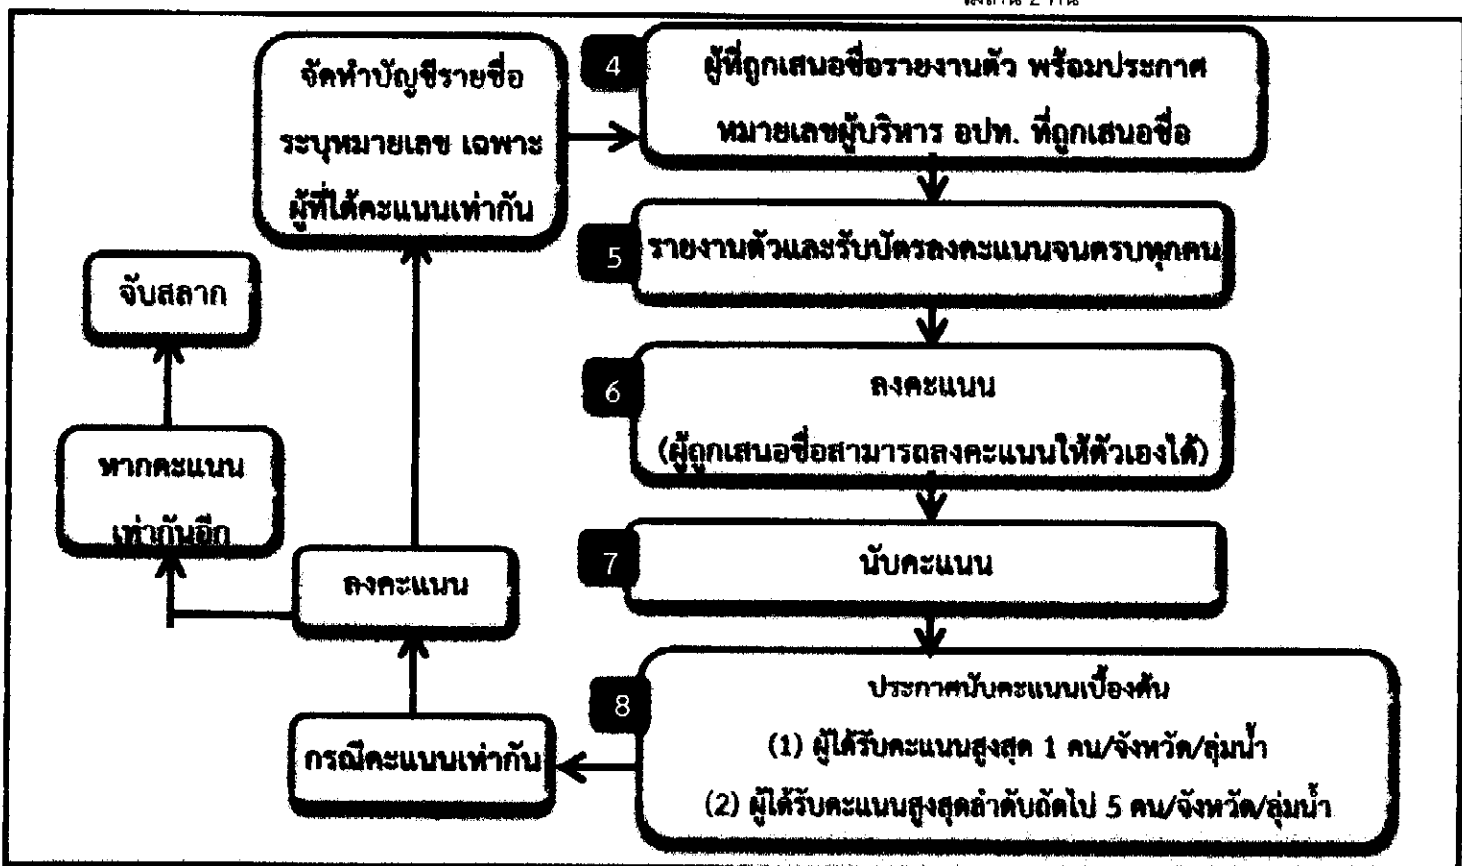 จัดทำบัญชีรายชื่อ
ระบุหมายเลข เฉพาะ
ผู้ที่ได้คะแนนเท่ากัน
4
ผู้ที่ถูกเสนอชื่อรายงานตัว พร้อมประกาศ
หมายเลขผู้บริหาร อปท. ที่ถูกเสนอชื่อ
5
รายงานตัวและรับบัตรลงคะแนนจนครบทุกคน
จับสลาก
6
ลงคะแนน
(ผู้ถูกเสนอชื่อสามารถลงคะแนนให้ตัวเองได้)
หากคะแนน
เท่ากันอีก
7
นับคะแนน
ลงคะแนน
8
ประกาศนับคะแนนเบื้องต้น
(1) ผู้ได้รับคะแนนสูงสุด 1 คน/จังหวัด/ลุ่มน้ำ
(2) ผู้ได้รับคะแนนสูงสุดลำดับถัดไป 5 คน/จังหวัด/ลุ่มน้ำ
กรณีคะแนนเท่ากัน